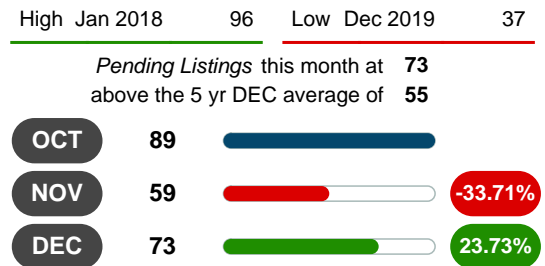 High Jan 2018 96 Low Dec 2019 37
Pending Listings this month at 73
above the 5 yr DEC average of 55
OCT 89
NOV 59 -33.71%
DEC 73 23.73%